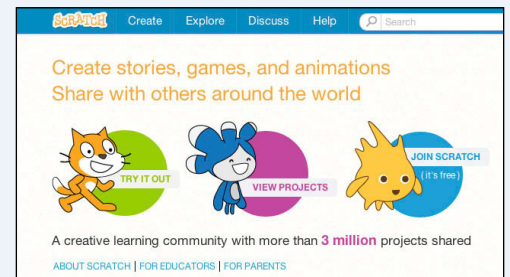 SCRATCH Create Explore Discuss Help Search
Create stories, games, and animations
Share with others around the world
TRY IT OUT
VIEW PROJECTS
JOIN SCRATCH
(it's free)
A creative learning community with more than 3 million projects shared
ABOUT SCRATCH | FOR EDUCATORS | FOR PARENTS